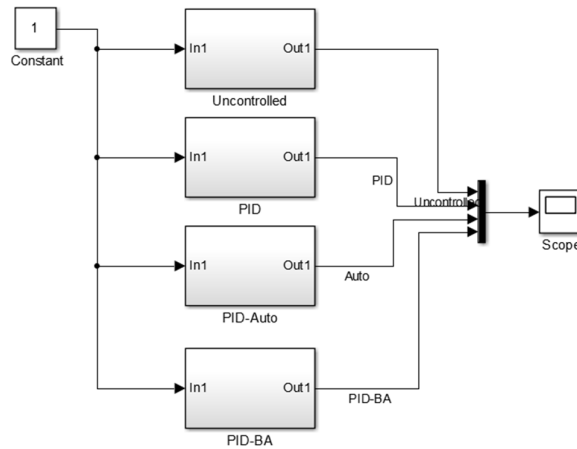 1
Constant
In1 Out1
Uncontrolled
In1 Out1
PID
PID
Uncontrolled
Scope
In1 Out1
PID-Auto
Auto
In1 Out1
PID-BA
PID-BA